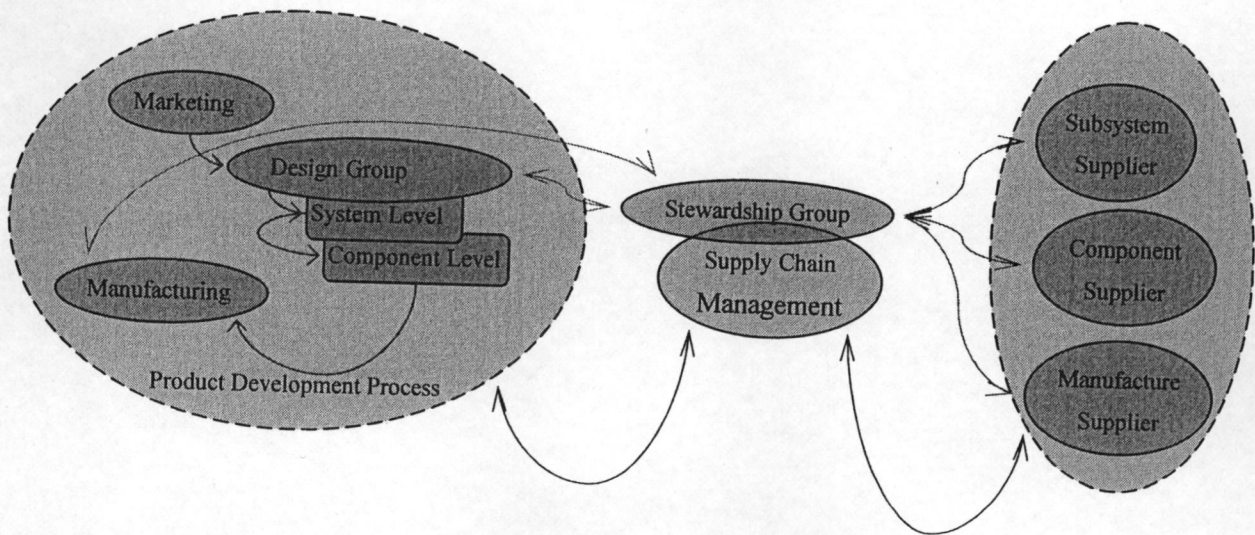 Marketing
Design Group
System Level
Component Level
Manufacturing
Product Development Process
Stewardship Group
Supply Chain
Management
Subsystem
Supplier
Component
Supplier
Manufacture
Supplier